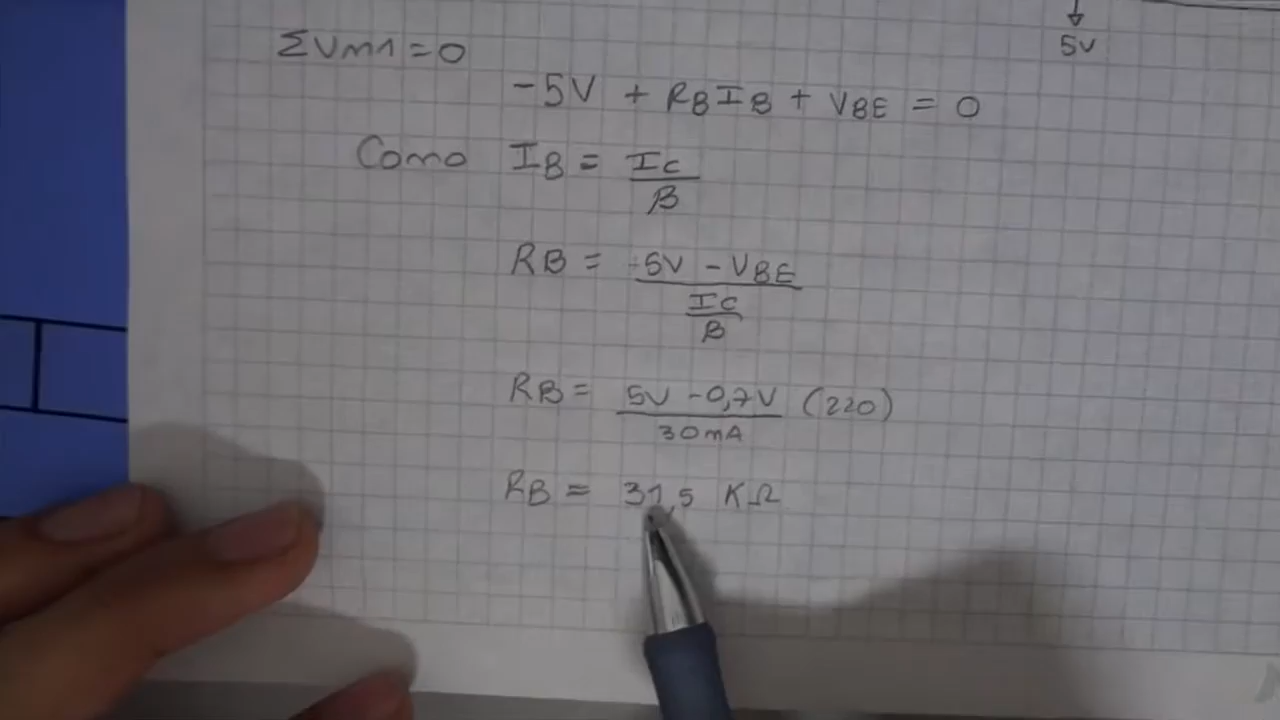 5V
ΣVm1=0
-5V + RBIB + VBE = 0
Como IB = Ic/β
RB = 5V - VBE / Ic/β
RB = 5V - 0,7V / 30mA (220)
RB = 31,5 KΩ